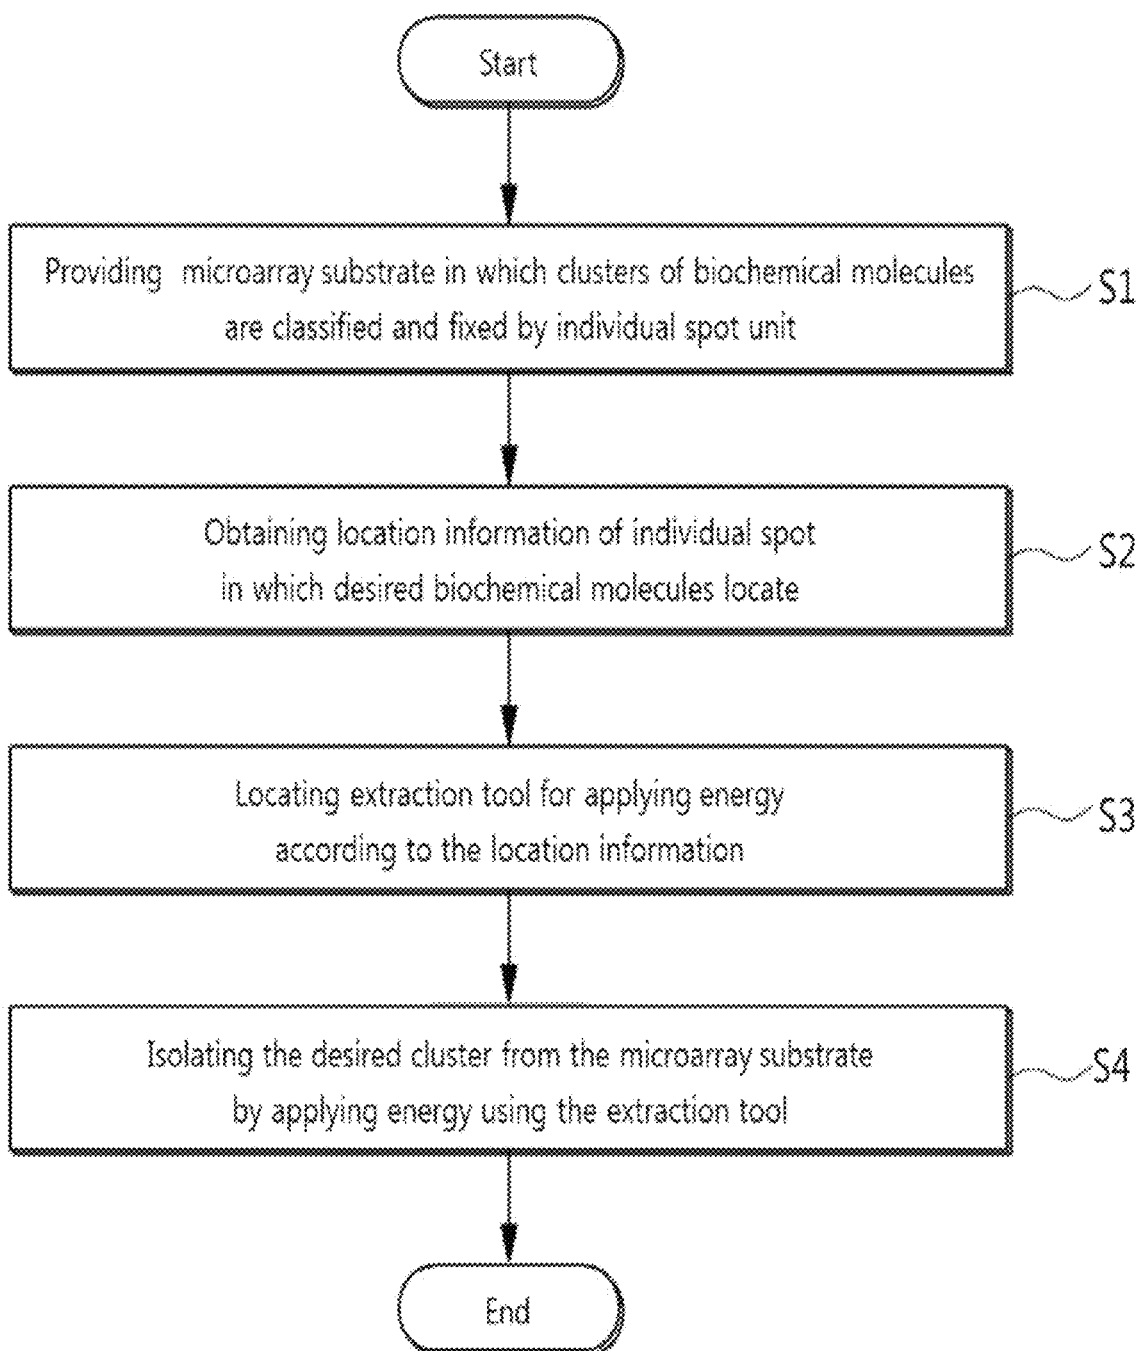 Start
Providing microarray substrate in which clusters of biochemical molecules
are classified and fixed by individual spot unit
S1
Obtaining location information of individual spot
in which desired biochemical molecules locate
S2
Locating extraction tool for applying energy
according to the location information
S3
Isolating the desired cluster from the microarray substrate
by applying energy using the extraction tool
S4
End